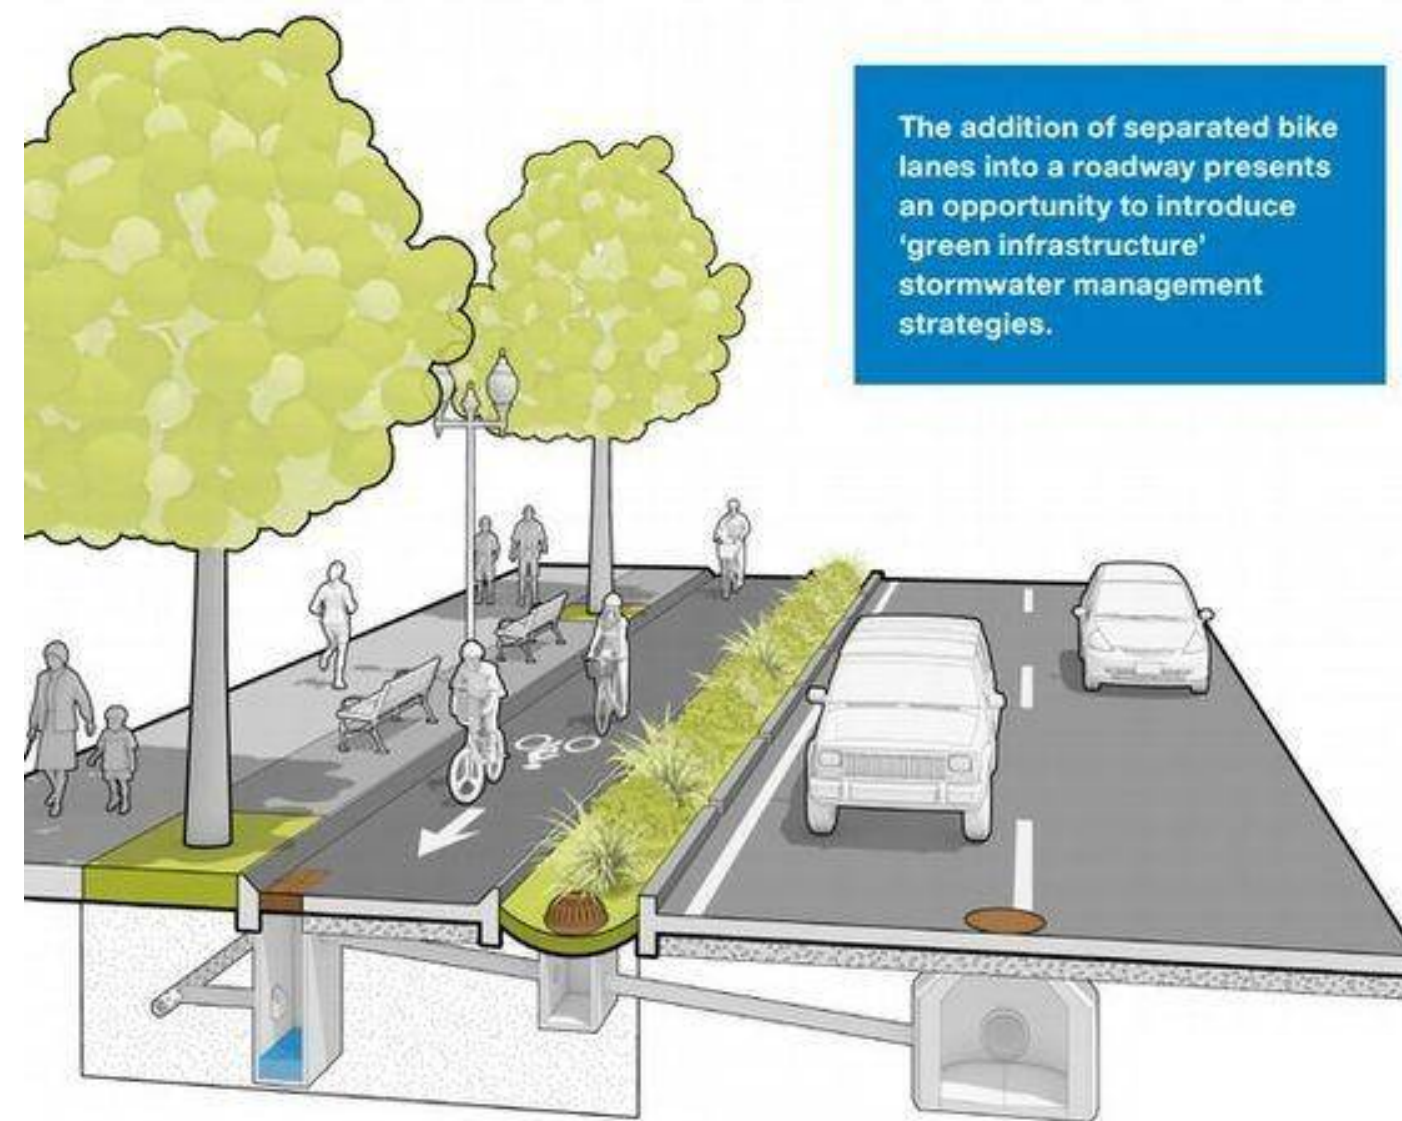 The addition of separated bike
lanes into a roadway presents
an opportunity to introduce
‘green infrastructure’
stormwater management
strategies.